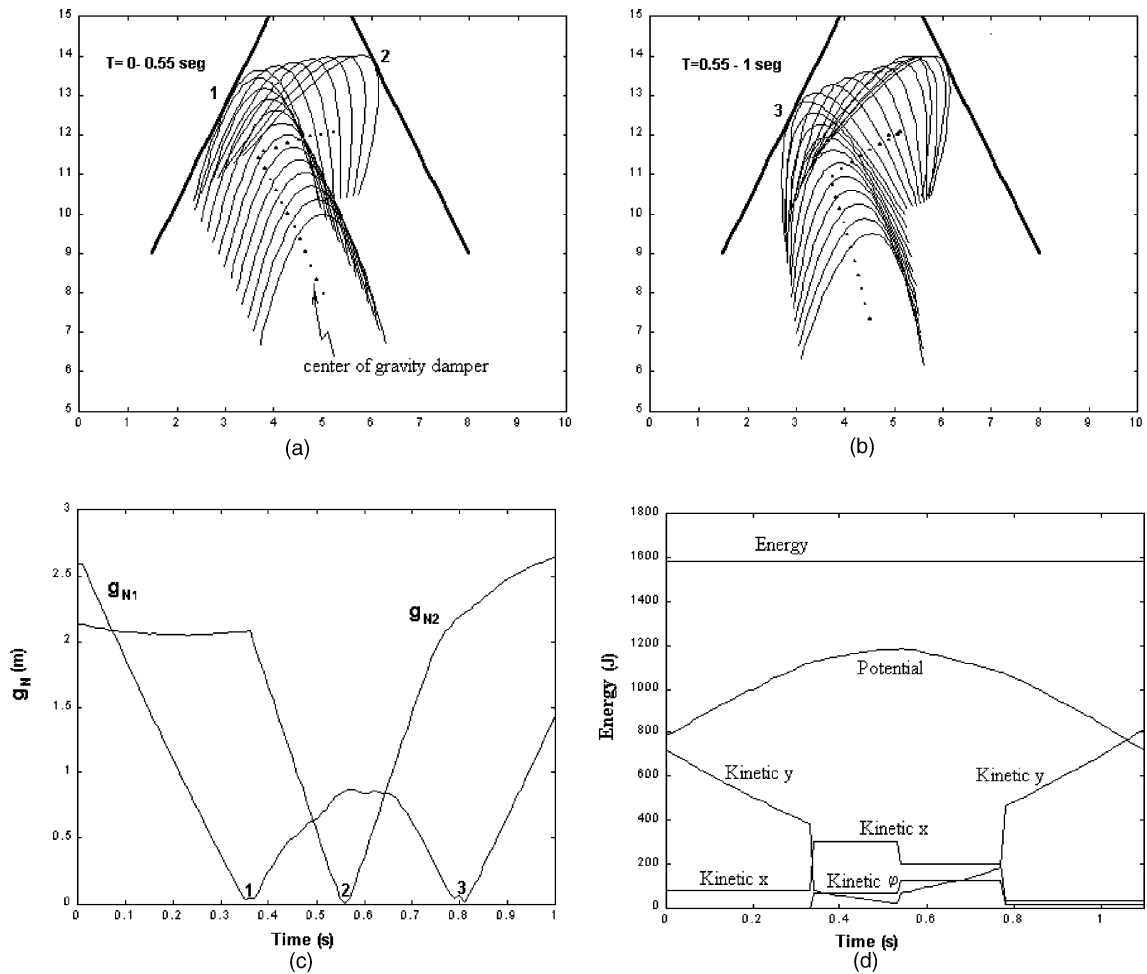 15
14
13
12
11
10
9
8
7
6
5
T= 0- 0.55 seg
1
2
center of gravity damper
0 1 2 3 4 5 6 7 8 9 10
(a)
15
14
13
12
11
10
9
8
7
6
5
T=0.55 - 1 seg
3
0 1 2 3 4 5 6 7 8 9 10
(b)
3
2.5
2
1.5
1
0.5
0
g_N (m)
g_N1
g_N2
1 2 3
0 0.1 0.2 0.3 0.4 0.5 0.6 0.7 0.8 0.9 1
Time (s)
(c)
1800
1600
1400
1200
1000
800
600
400
200
0
Energy (J)
Energy
Potential
Kinetic y
Kinetic y
Kinetic x
Kinetic x
Kinetic φ
0 0.2 0.4 0.6 0.8 1
Time (s)
(d)